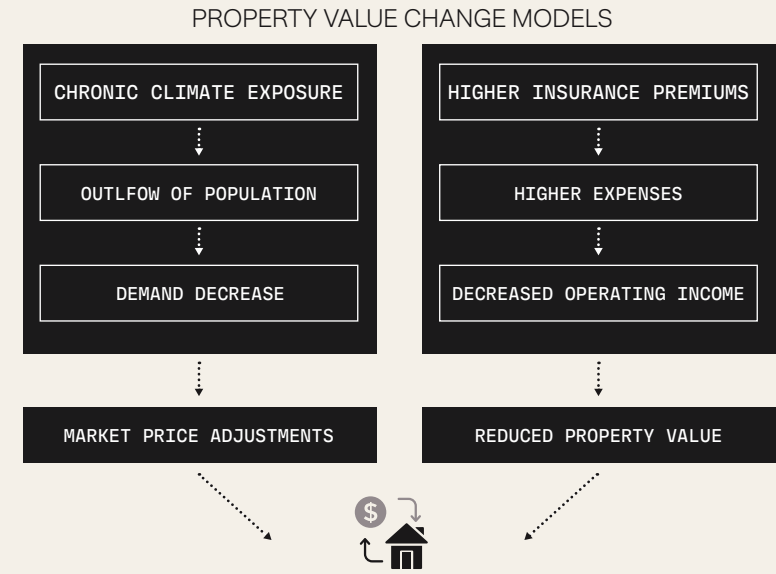 PROPERTY VALUE CHANGE MODELS
CHRONIC CLIMATE EXPOSURE
OUTLFOW OF POPULATION
DEMAND DECREASE
MARKET PRICE ADJUSTMENTS
HIGHER INSURANCE PREMIUMS
HIGHER EXPENSES
DECREASED OPERATING INCOME
REDUCED PROPERTY VALUE
$